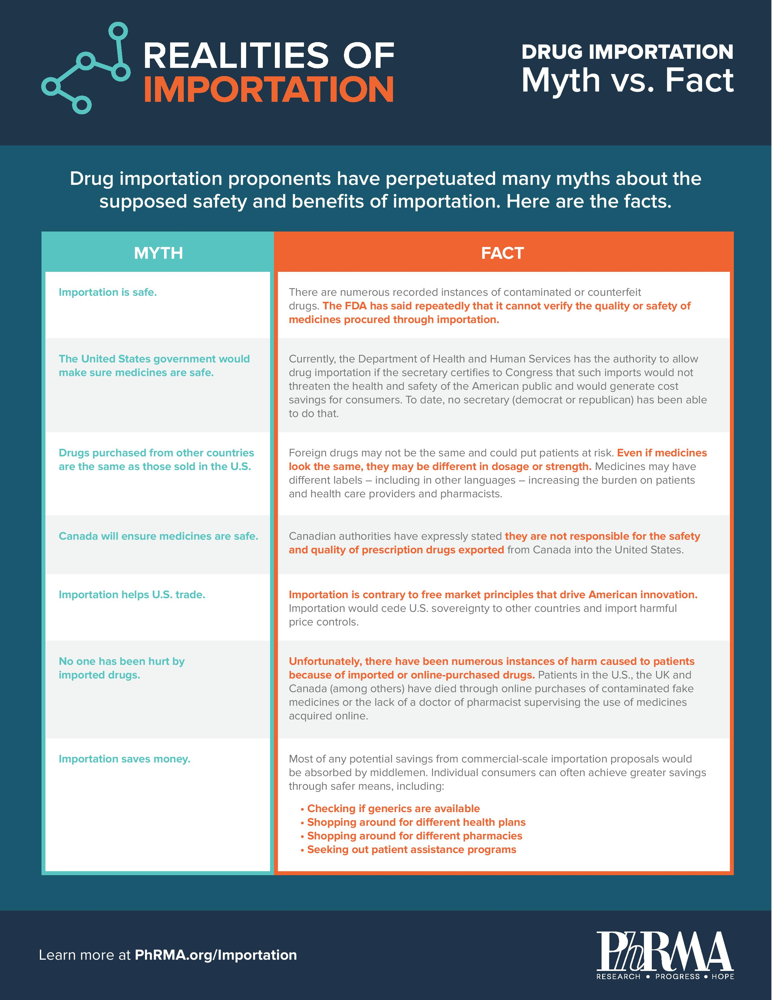 REALITIES OF
IMPORTATION
DRUG IMPORTATION
Myth vs. Fact
Drug importation proponents have perpetuated many myths about the
supposed safety and benefits of importation. Here are the facts.
MYTH
FACT
Importation is safe.
There are numerous recorded instances of contaminated or counterfeit
drugs. The FDA has said repeatedly that it cannot verify the quality or safety of
medicines procured through importation.
The United States government would
make sure medicines are safe.
Currently, the Department of Health and Human Services has the authority to allow
drug importation if the secretary certifies to Congress that such imports would not
threaten the health and safety of the American public and would generate cost
savings for consumers. To date, no secretary (democrat or republican) has been able
to do that.
Drugs purchased from other countries
are the same as those sold in the U.S.
Foreign drugs may not be the same and could put patients at risk. Even if medicines
look the same, they may be different in dosage or strength. Medicines may have
different labels – including in other languages – increasing the burden on patients
and health care providers and pharmacists.
Canada will ensure medicines are safe.
Canadian authorities have expressly stated they are not responsible for the safety
and quality of prescription drugs exported from Canada into the United States.
Importation helps U.S. trade.
Importation is contrary to free market principles that drive American innovation.
Importation would cede U.S. sovereignty to other countries and import harmful
price controls.
No one has been hurt by
imported drugs.
Unfortunately, there have been numerous instances of harm caused to patients
because of imported or online-purchased drugs. Patients in the U.S., the UK and
Canada (among others) have died through online purchases of contaminated fake
medicines or the lack of a doctor of pharmacist supervising the use of medicines
acquired online.
Importation saves money.
Most of any potential savings from commercial-scale importation proposals would
be absorbed by middlemen. Individual consumers can often achieve greater savings
through safer means, including:
• Checking if generics are available
• Shopping around for different health plans
• Shopping around for different pharmacies
• Seeking out patient assistance programs
Learn more at PhRMA.org/Importation
PhRMA
RESEARCH • PROGRESS • HOPE